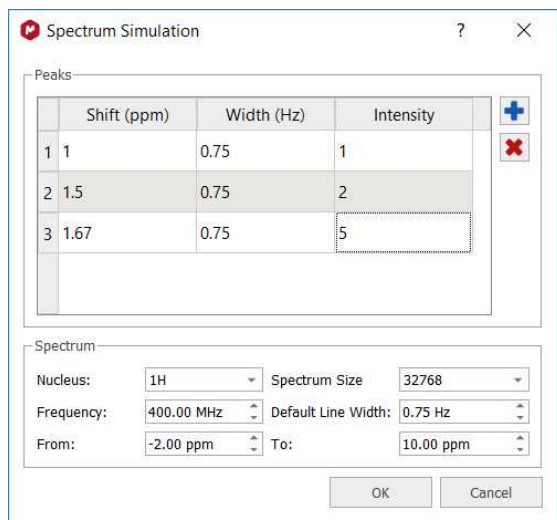 Spectrum Simulation ?
Peaks
Shift (ppm) Width (Hz) Intensity
1 1 0.75 1
2 1.5 0.75 2
3 1.67 0.75 5
Spectrum
Nucleus: 1H Spectrum Size 32768
Frequency: 400.00 MHz Default Line Width: 0.75 Hz
From: -2.00 ppm To: 10.00 ppm
OK Cancel